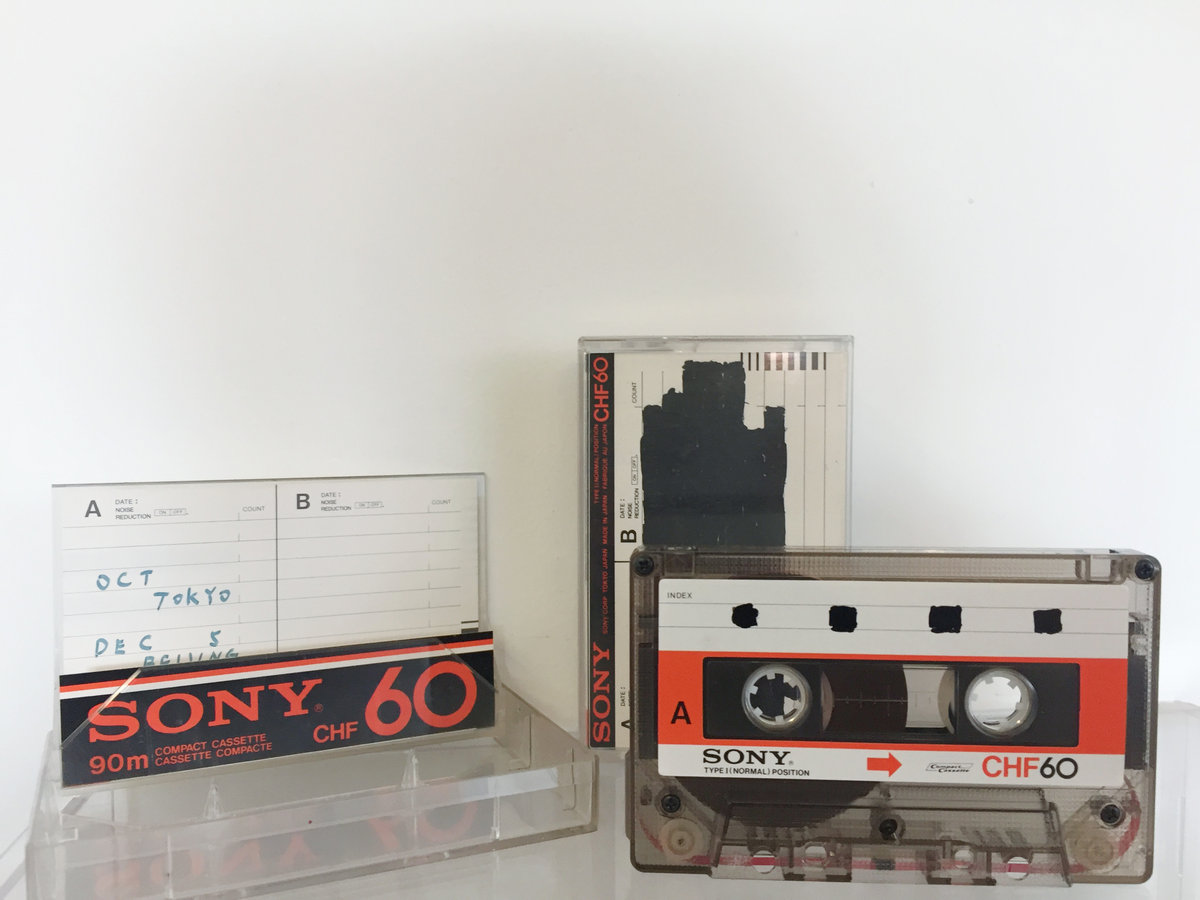 A
DATE :
NOISE
REDUCTION ON OFF
COUNT
B
DATE :
NOISE
REDUCTION ON OFF
COUNT
OCT
TOKYO
DEC 5
BEIJING
SONY® CHF 60
90m COMPACT CASSETTE
CASSETTE COMPACTE
SONY
SONY CORP TOKYO JAPAN MADE IN JAPAN FABRIQUE AU JAPON
TYPE I (NORMAL) POSITION
CHF60
A
DATE :
B
DATE :
NOISE
REDUCTION ON OFF
COUNT
INDEX
A
SONY®
TYPE I (NORMAL) POSITION
Compact
Cassette
CHF60